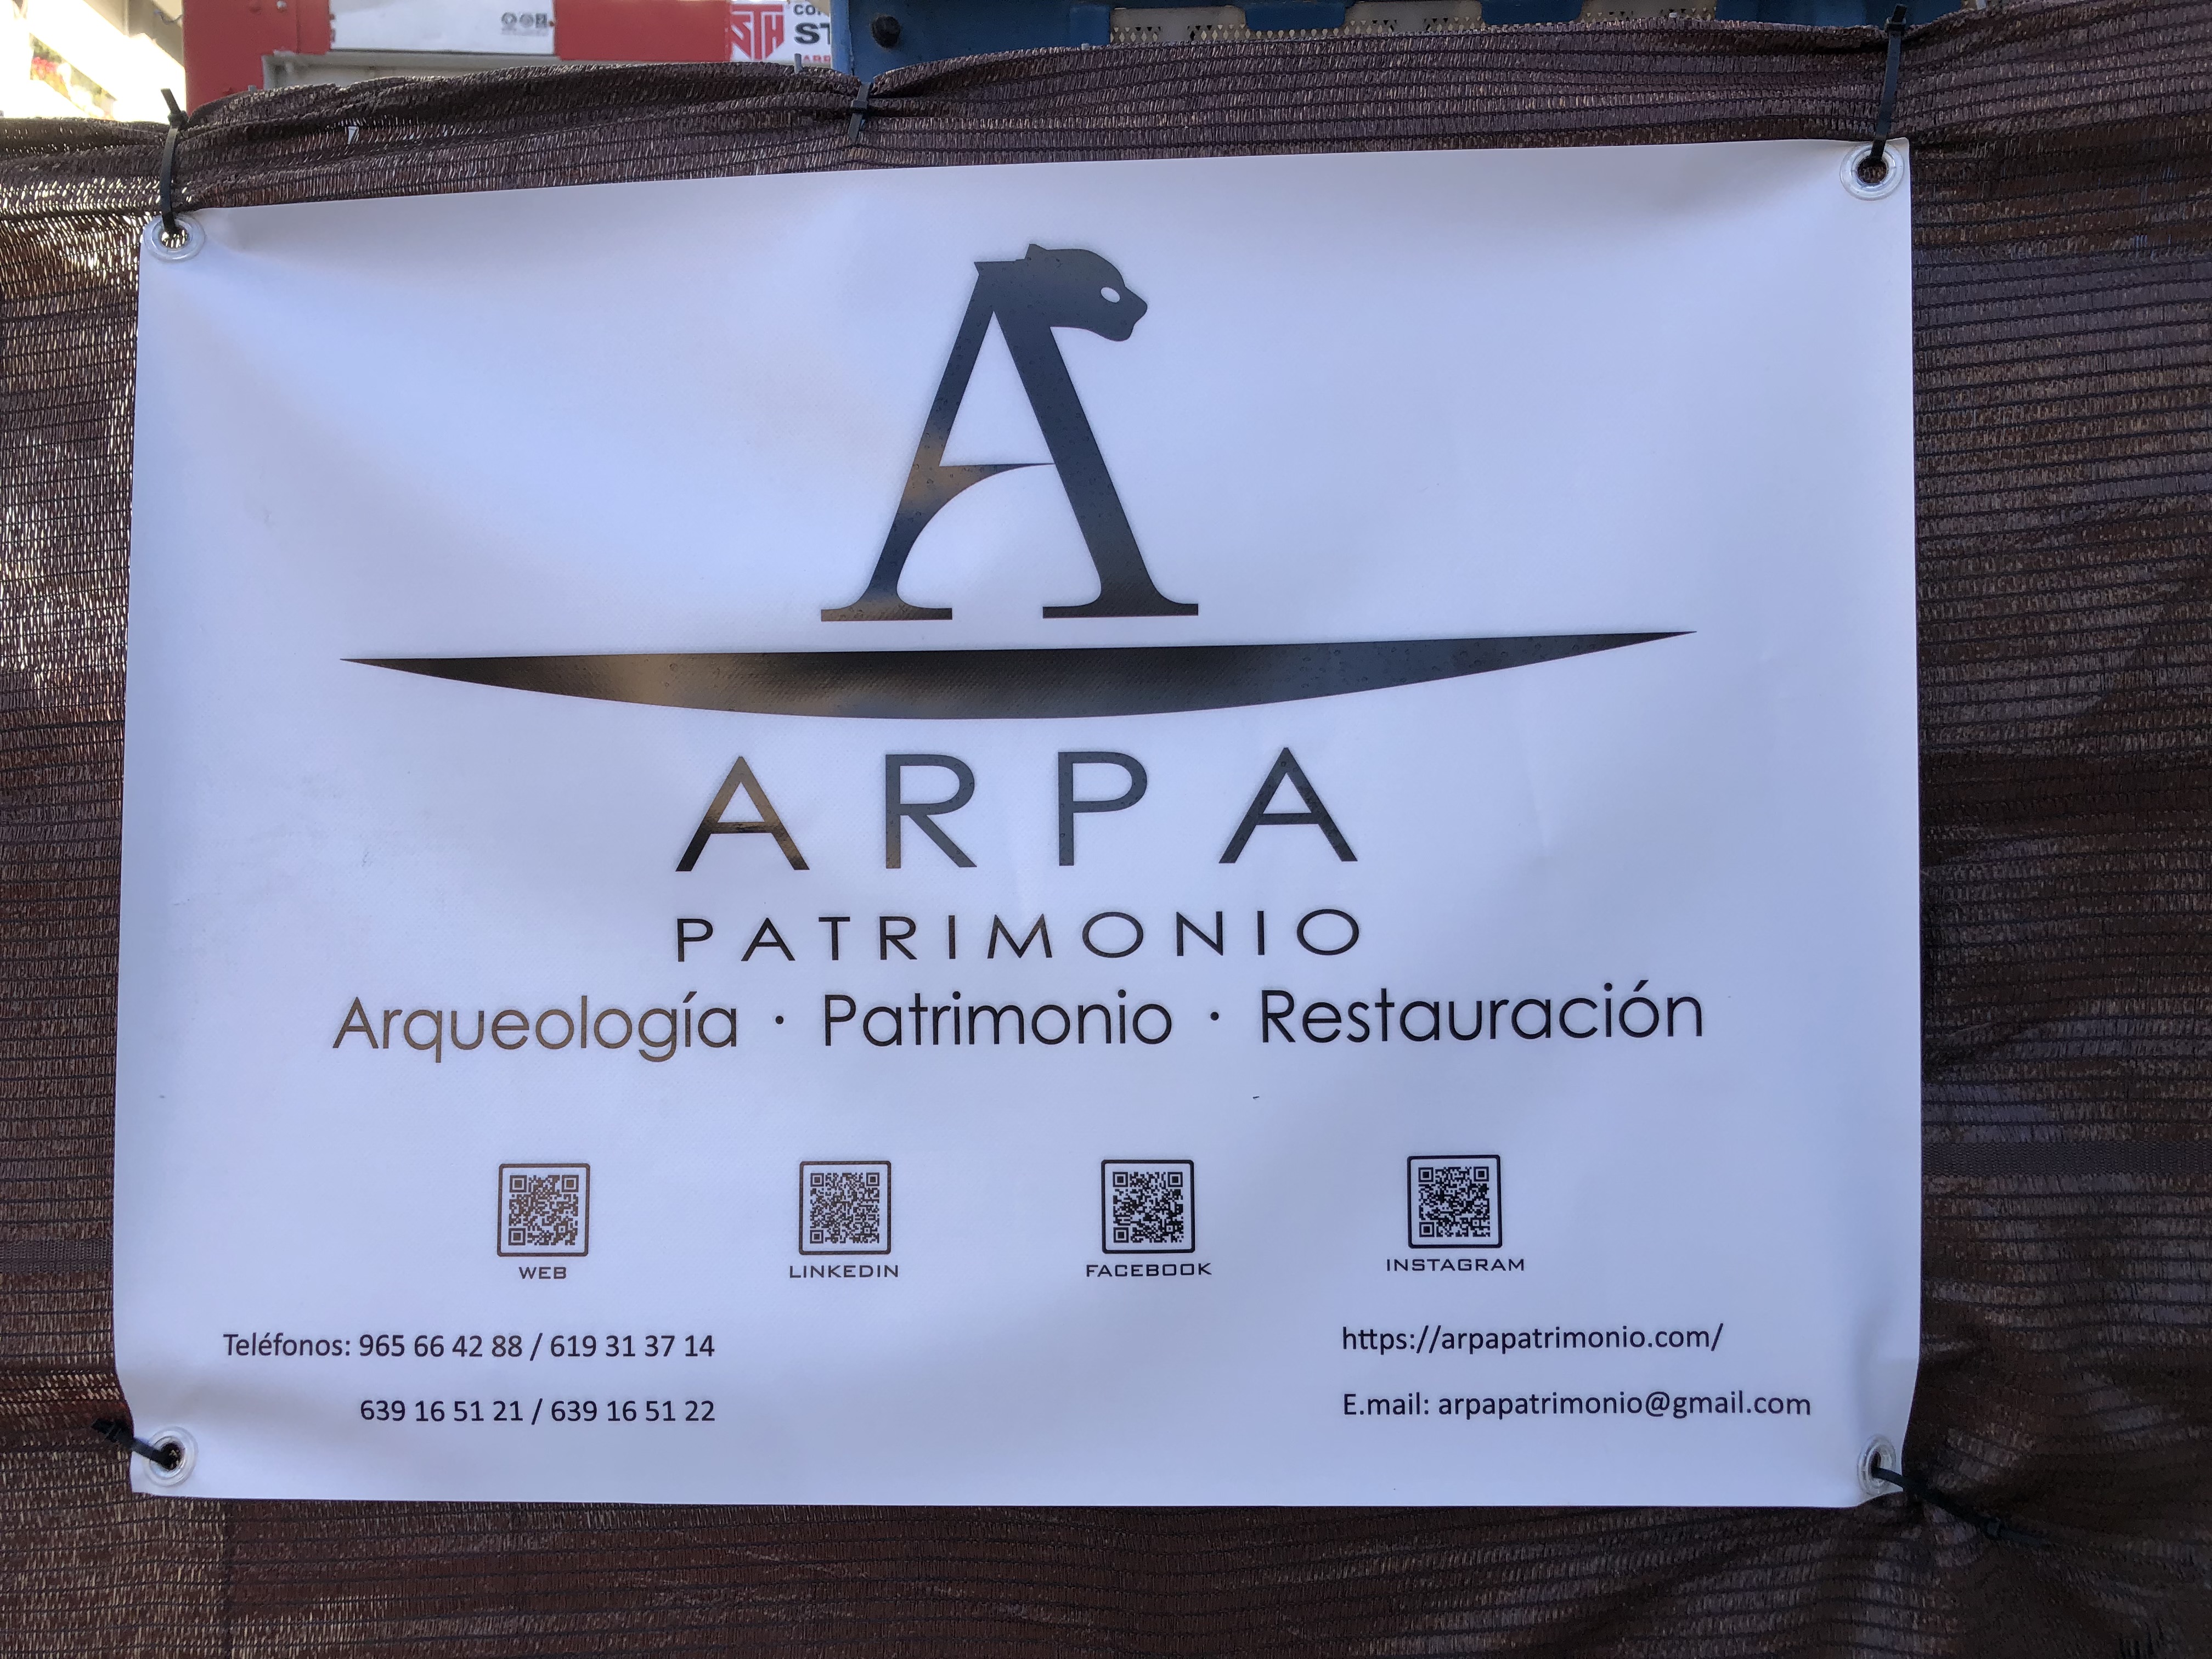 STH
ARPA
PATRIMONIO
Arqueología · Patrimonio · Restauración
WEB
LINKEDIN
FACEBOOK
INSTAGRAM
Teléfonos: 965 66 42 88 / 619 31 37 14
639 16 51 21 / 639 16 51 22
https://arpapatrimonio.com/
E.mail: arpapatrimonio@gmail.com